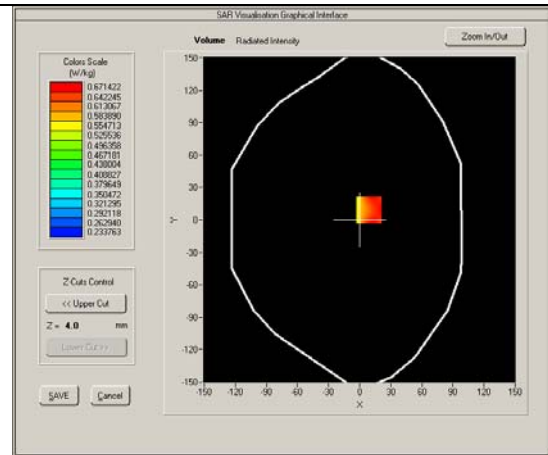 SAR Visualisation Graphical Interface
Volume Radiated Intensity
Zoom In/Out
Colors Scale
(W/kg)
0.671422
0.642245
0.613067
0.583890
0.554713
0.525536
0.496358
0.467181
0.438004
0.408827
0.379649
0.350472
0.321295
0.292118
0.262940
0.233763
Z Cuts Control
<< Upper Cut
Z = 4.0 mm
Lower Cut >>
SAVE Cancel
150
120
90
60
30
0
-30
-60
-90
-120
-150
Y
-150 -120 -90 -60 -30 0 30 60 90 120 150
X